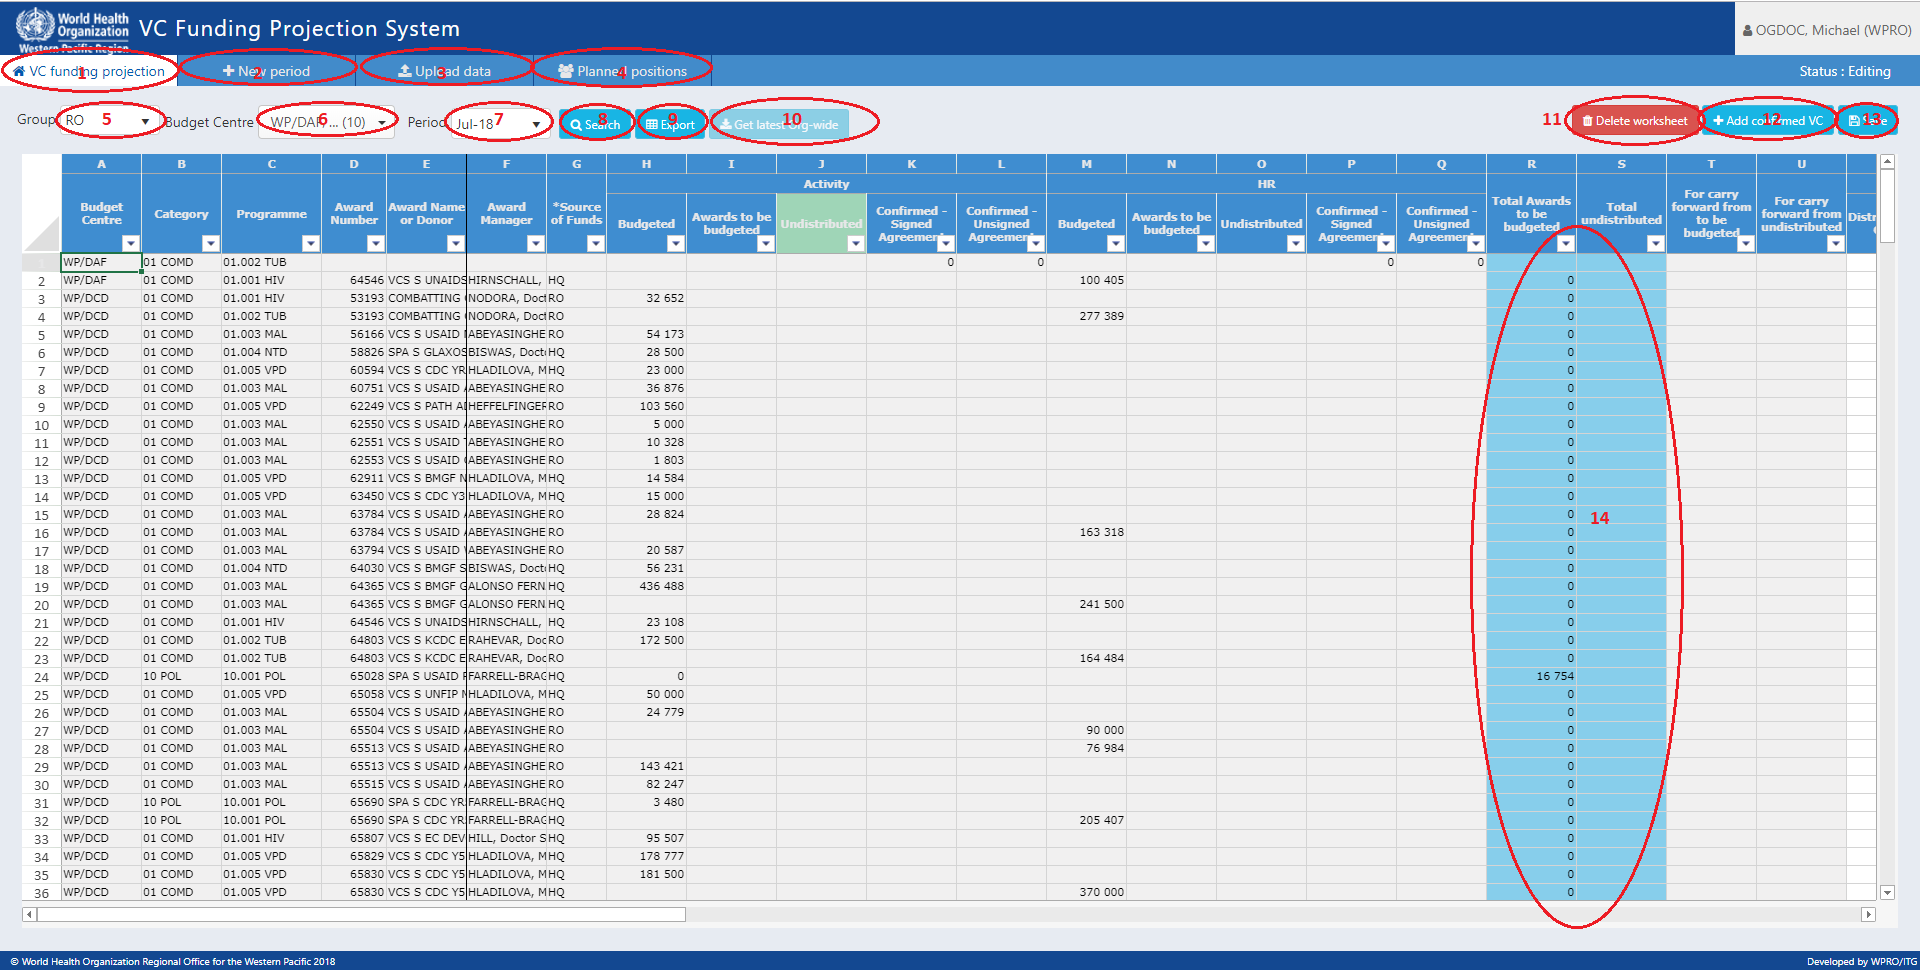 World Health Organization
Western Pacific Region
VC Funding Projection System
OGDOC, Michael (WPRO)
VC funding projection 1
New period 2
Upload data 3
Planned positions 4
Status : Editing
Group RO 5 Budget Centre WP/DAF, ... (10) 6 Period Jul-18 7 Search 8 Export 9 Get latest Org-wide 10 11 Delete worksheet Add confirmed VC 12 13
A B C D E F G H I J K L M N O P Q R S T U
Activity HR
Budget Centre Category Programme Award Number Award Name or Donor Award Manager *Source of Funds Budgeted Awards to be budgeted Undistributed Confirmed - Signed Agreement Confirmed - Unsigned Agreement Budgeted Awards to be budgeted Undistributed Confirmed - Signed Agreement Confirmed - Unsigned Agreement Total Awards to be budgeted Total undistributed For carry forward from to be budgeted For carry forward from undistributed Distr
1 WP/DAF 01 COMD 01.002 TUB 0 0 0 0
2 WP/DAF 01 COMD 01.001 HIV 64546 VCS S UNAIDS HIRNSCHALL, HQ 100 405 0
3 WP/DCD 01 COMD 01.001 HIV 53193 COMBATTING NODORA, Doct RO 32 652 0
4 WP/DCD 01 COMD 01.002 TUB 53193 COMBATTING NODORA, Doct RO 277 389 0
5 WP/DCD 01 COMD 01.003 MAL 56166 VCS S USAID ABEYASINGHE RO 54 173 0
6 WP/DCD 01 COMD 01.004 NTD 58826 SPA S GLAXOS BISWAS, Doct HQ 28 500 0
7 WP/DCD 01 COMD 01.005 VPD 60594 VCS S CDC YR HLADILOVA, M HQ 23 000 0
8 WP/DCD 01 COMD 01.003 MAL 60751 VCS S USAID ABEYASINGHE RO 36 876 0
9 WP/DCD 01 COMD 01.005 VPD 62249 VCS S PATH A HEFFELFINGER RO 103 560 0
10 WP/DCD 01 COMD 01.003 MAL 62550 VCS S USAID ABEYASINGHE RO 5 000 0
11 WP/DCD 01 COMD 01.003 MAL 62551 VCS S USAID ABEYASINGHE RO 10 328 0
12 WP/DCD 01 COMD 01.003 MAL 62553 VCS S USAID ABEYASINGHE RO 1 803 0
13 WP/DCD 01 COMD 01.005 VPD 62911 VCS S BMGF N HLADILOVA, M HQ 14 584 0
14 WP/DCD 01 COMD 01.005 VPD 63450 VCS S CDC Y3 HLADILOVA, M HQ 15 000 0
15 WP/DCD 01 COMD 01.003 MAL 63784 VCS S USAID ABEYASINGHE RO 28 824 0
16 WP/DCD 01 COMD 01.003 MAL 63784 VCS S USAID ABEYASINGHE RO 163 318 0 14
17 WP/DCD 01 COMD 01.003 MAL 63794 VCS S USAID ABEYASINGHE RO 20 587 0
18 WP/DCD 01 COMD 01.004 NTD 64030 VCS S BMGF S BISWAS, Doct HQ 56 231 0
19 WP/DCD 01 COMD 01.003 MAL 64365 VCS S BMGF G ALONSO FERN HQ 436 488 0
20 WP/DCD 01 COMD 01.003 MAL 64365 VCS S BMGF G ALONSO FERN HQ 241 500 0
21 WP/DCD 01 COMD 01.001 HIV 64546 VCS S UNAIDS HIRNSCHALL, HQ 23 108 0
22 WP/DCD 01 COMD 01.002 TUB 64803 VCS S KCDC E RAHEVAR, Doc RO 172 500 0
23 WP/DCD 01 COMD 01.002 TUB 64803 VCS S KCDC E RAHEVAR, Doc RO 164 484 0
24 WP/DCD 10 POL 10.001 POL 65028 SPA S USAID FARRELL-BRAG HQ 0 16 754
25 WP/DCD 01 COMD 01.005 VPD 65058 VCS S UNFIP HLADILOVA, M HQ 50 000 0
26 WP/DCD 01 COMD 01.003 MAL 65504 VCS S USAID ABEYASINGHE RO 24 779 0
27 WP/DCD 01 COMD 01.003 MAL 65504 VCS S USAID ABEYASINGHE RO 90 000 0
28 WP/DCD 01 COMD 01.003 MAL 65513 VCS S USAID ABEYASINGHE RO 76 984 0
29 WP/DCD 01 COMD 01.003 MAL 65513 VCS S USAID ABEYASINGHE RO 143 421 0
30 WP/DCD 01 COMD 01.003 MAL 65515 VCS S USAID ABEYASINGHE RO 82 247 0
31 WP/DCD 10 POL 10.001 POL 65690 SPA S CDC YR FARRELL-BRAG HQ 3 480 0
32 WP/DCD 10 POL 10.001 POL 65690 SPA S CDC YR FARRELL-BRAG HQ 205 407 0
33 WP/DCD 01 COMD 01.001 HIV 65807 VCS S EC DEV HILL, Doctor S HQ 95 507 0
34 WP/DCD 01 COMD 01.005 VPD 65829 VCS S CDC Y5 HLADILOVA, M HQ 178 777 0
35 WP/DCD 01 COMD 01.005 VPD 65830 VCS S CDC Y5 HLADILOVA, M HQ 181 500 0
36 WP/DCD 01 COMD 01.005 VPD 65830 VCS S CDC Y5 HLADILOVA, M HQ 370 000 0
© World Health Organization Regional Office for the Western Pacific 2018
Developed by WPRO/ITG